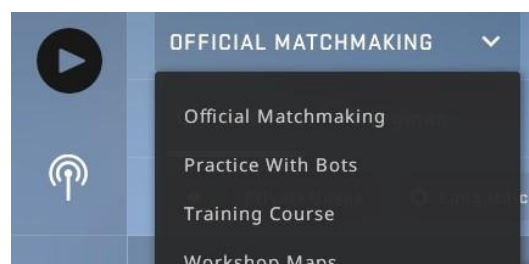 OFFICIAL MATCHMAKING
Official Matchmaking
Practice With Bots
Training Course
Workshop Maps